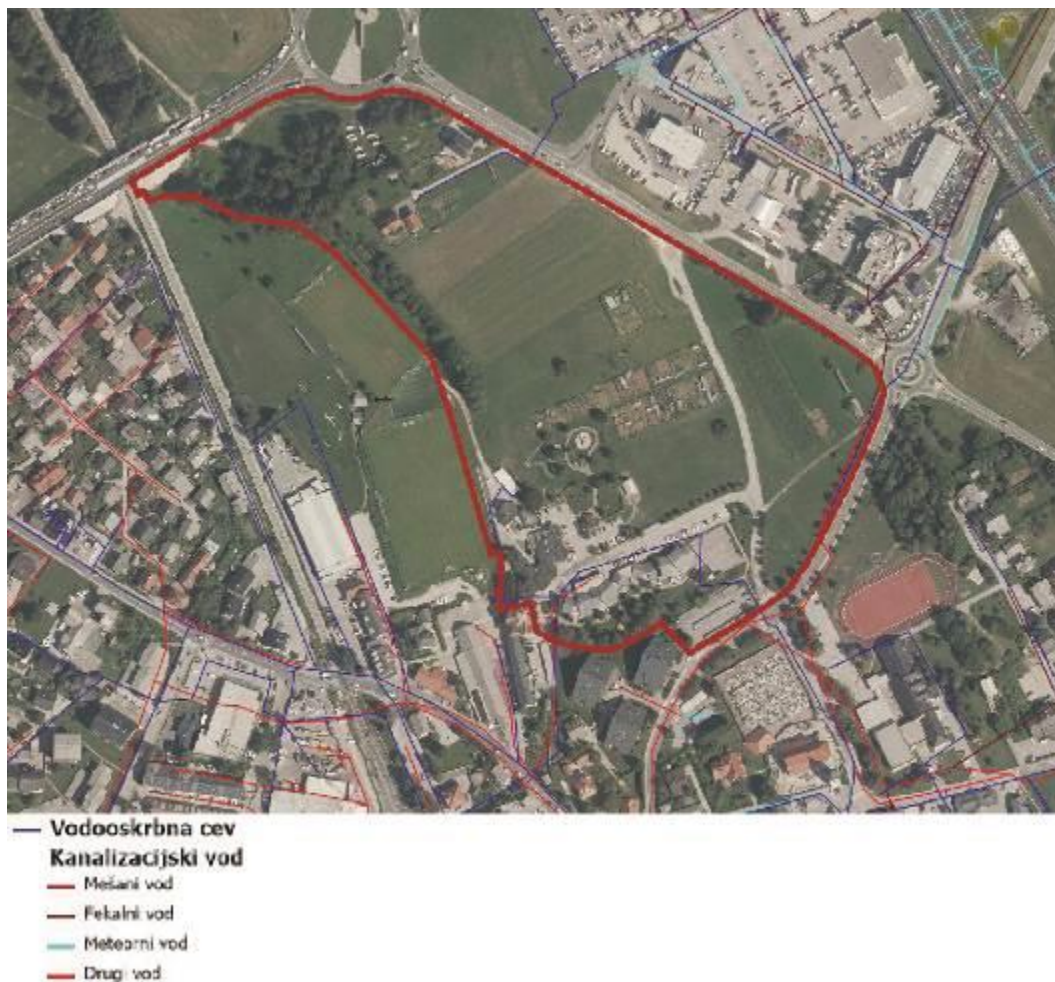 Vodooskrbna cev
Kanalizacijski vod
Mešani vod
Fekalni vod
Meteorni vod
Drugi vod